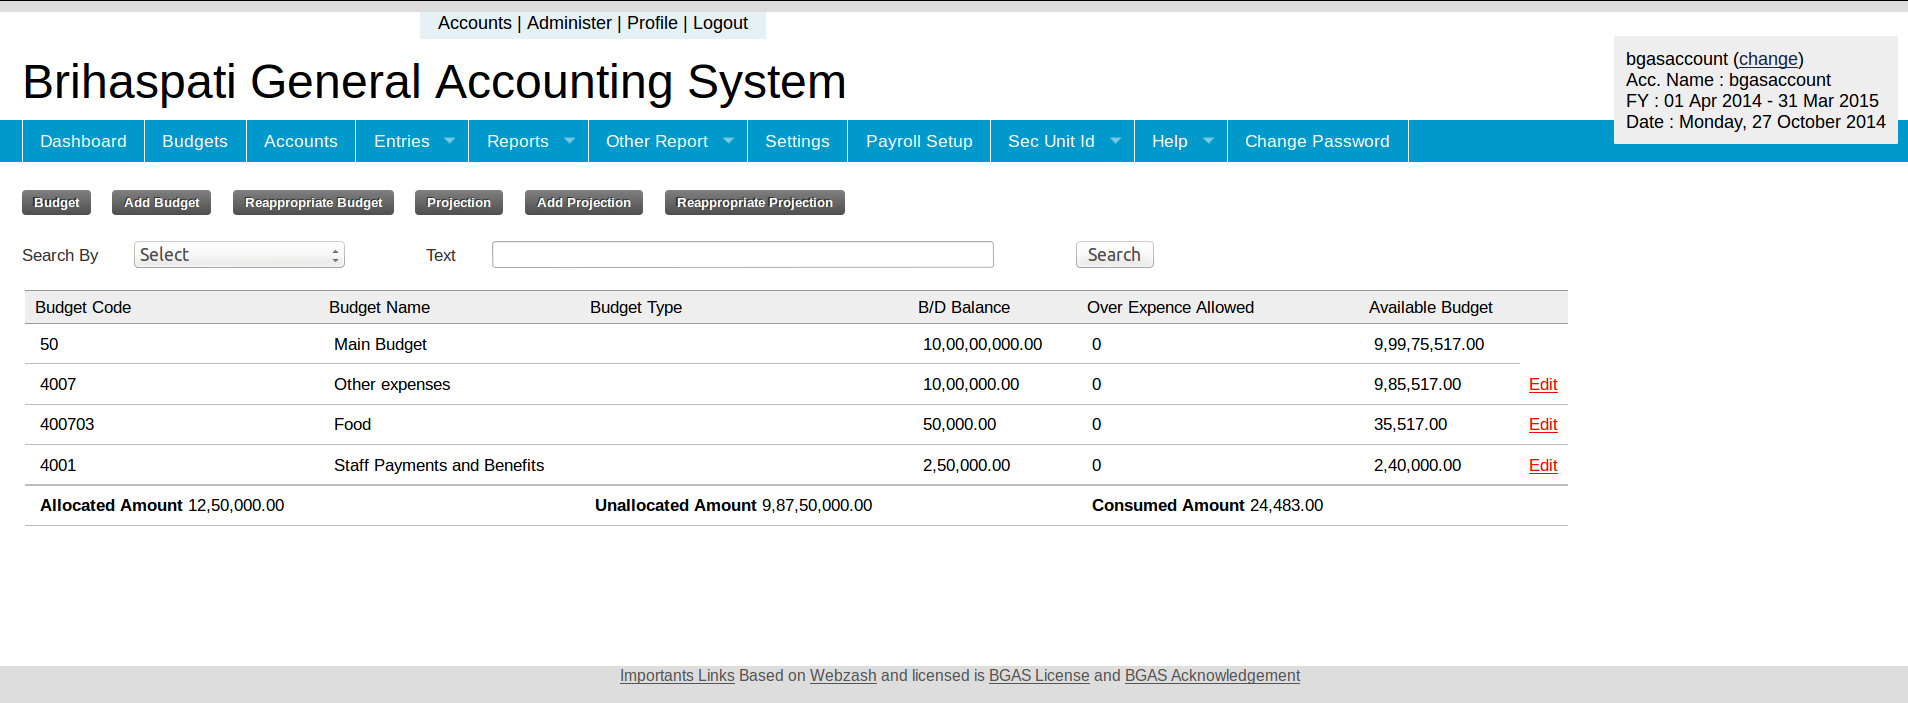 Accounts | Administer | Profile | Logout
Brihaspati General Accounting System
bgasaccount (change)
Acc. Name : bgasaccount
FY : 01 Apr 2014 - 31 Mar 2015
Date : Monday, 27 October 2014
Dashboard Budgets Accounts Entries Reports Other Report Settings Payroll Setup Sec Unit Id Help Change Password
Budget Add Budget Reappropriate Budget Projection Add Projection Reappropriate Projection
Search By Select Text Search
Budget Code Budget Name Budget Type B/D Balance Over Expence Allowed Available Budget
50 Main Budget 10,00,00,000.00 0 9,99,75,517.00
4007 Other expenses 10,00,000.00 0 9,85,517.00 Edit
400703 Food 50,000.00 0 35,517.00 Edit
4001 Staff Payments and Benefits 2,50,000.00 0 2,40,000.00 Edit
Allocated Amount 12,50,000.00 Unallocated Amount 9,87,50,000.00 Consumed Amount 24,483.00
Importants Links Based on Webzash and licensed is BGAS License and BGAS Acknowledgement